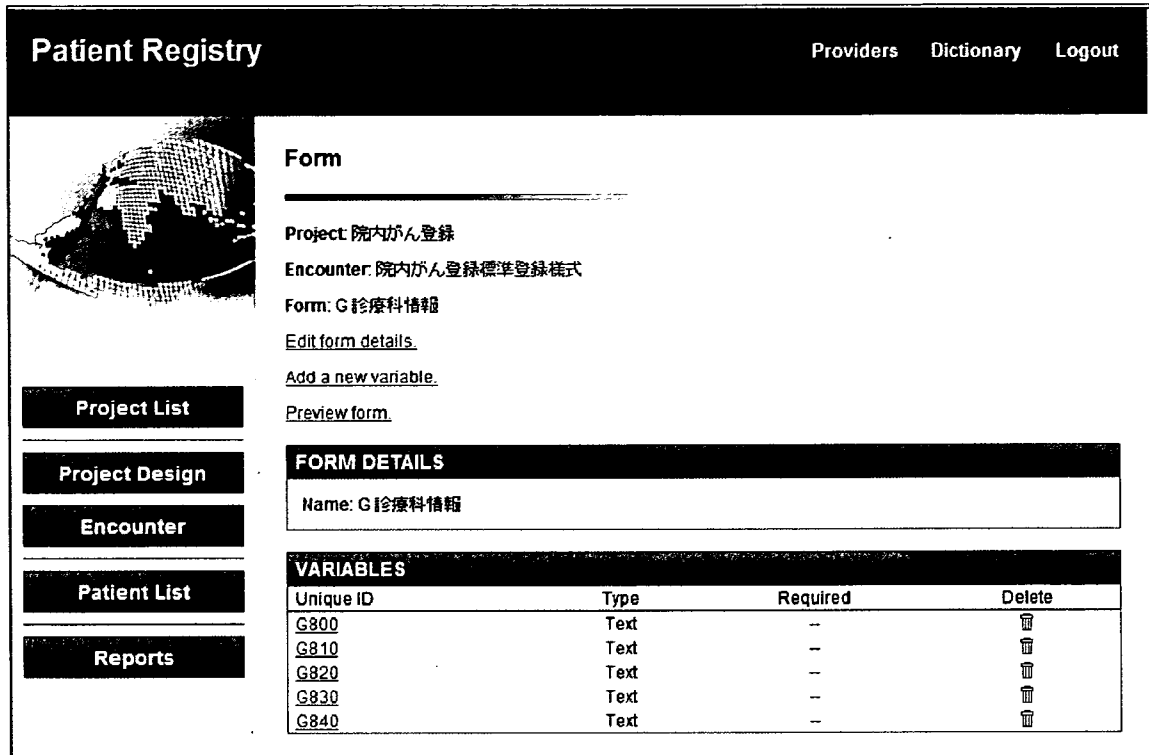 Patient Registry
Providers Dictionary Logout
Form
Project: 院内がん登録
Encounter: 院内がん登録標準登録様式
Form: G 診療科情報
Edit form details.
Add a new variable.
Preview form.
Project List
Project Design
Encounter
Patient List
Reports
FORM DETAILS
Name: G 診療科情報
VARIABLES
Unique ID Type Required Delete
G800 Text --
G810 Text --
G820 Text --
G830 Text --
G840 Text --